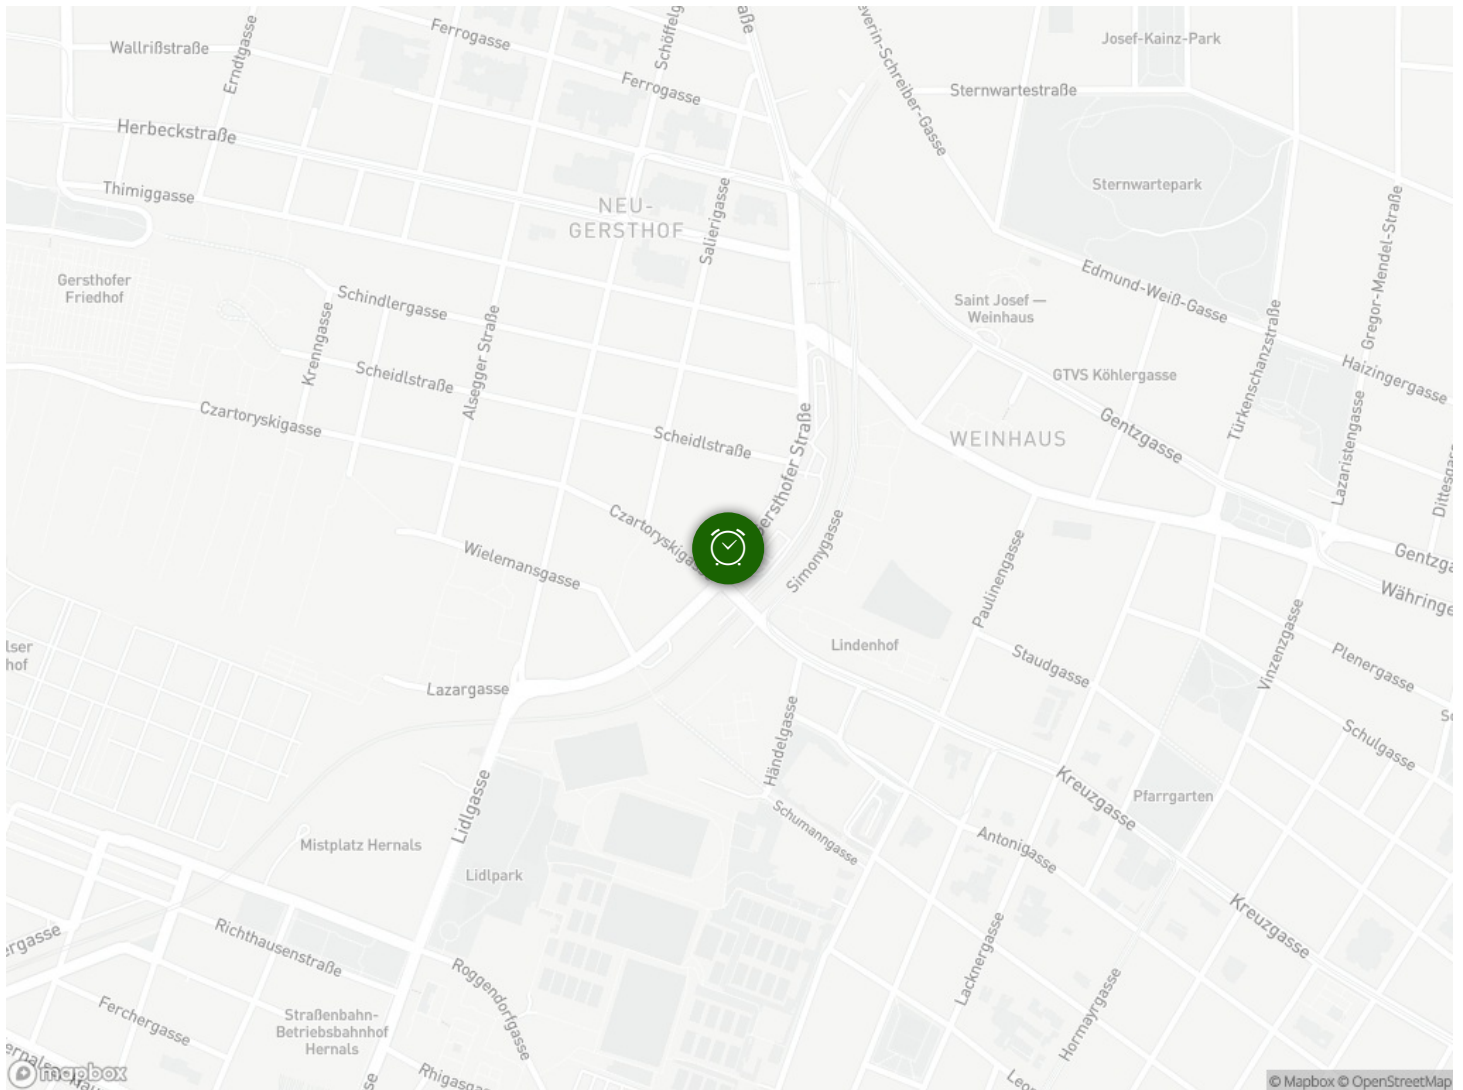 Wallrißstraße
Erndtgasse
Ferrogasse
Ferrogasse
Josef-Kainz-Park
Sternwartestraße
Herbeckstraße
Thimiggasse
NEU-
GERSTHOF
Salierigasse
Sternwartepark
Gregor-Mendel-Straße
Gersthofer
Friedhof
Schindlergasse
Edmund-Weiß-Gasse
Saint Josef —
Weinhaus
Krenngasse
Alsegger Straße
Scheidlstraße
GTVS Köhlergasse
Türkenschanzstraße
Haizingergasse
Czartoryskigasse
Scheidlstraße
WEINHAUS
Gentzgasse
Lazaristengasse
Czartoryskigasse
Simonygasse
Wielemansgasse
Paulinengasse
Lindenhof
Staudgasse
Vinzenzgasse
Plenergasse
Lazargasse
Händelgasse
Schulgasse
Lidlgasse
Kreuzgasse
Pfarrgarten
Mistplatz Hernals
Schumanngasse
Antonigasse
Lidlpark
Kreuzgasse
Richthausenstraße
Roggendorfgasse
Lacknergasse
Hormayrgasse
Ferchergasse
Straßenbahn-
Betriebsbahnhof
Hernals
mapbox
© Mapbox © OpenStreetMap